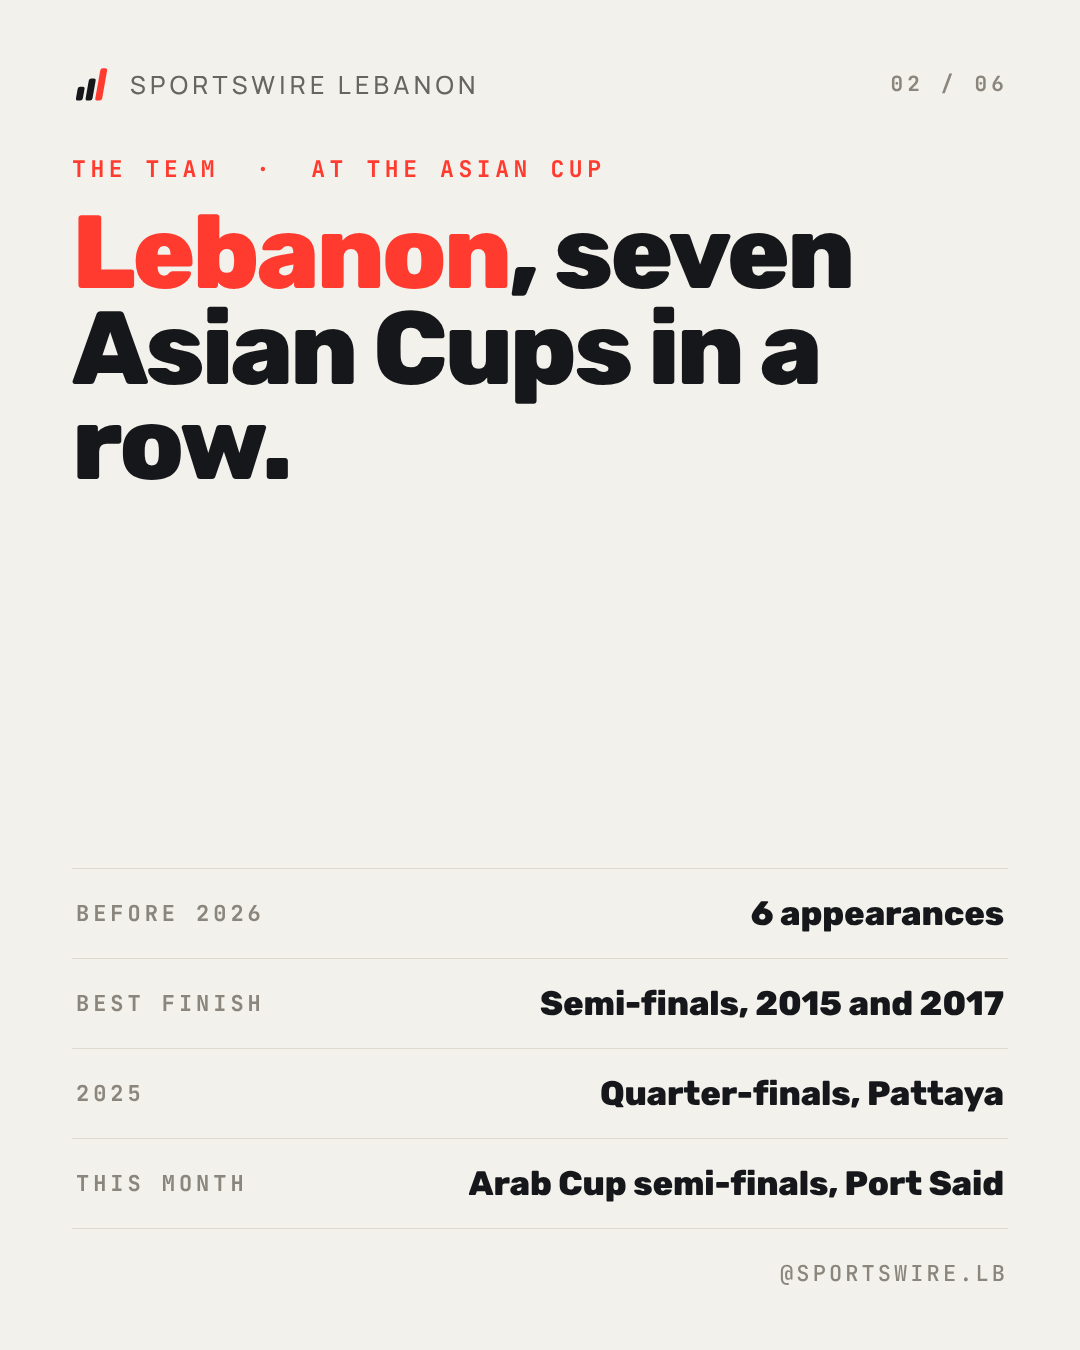 SPORTSWIRE LEBANON
02 / 06
THE TEAM · AT THE ASIAN CUP
Lebanon, seven
Asian Cups in a
row.
BEFORE 2026
6 appearances
BEST FINISH
Semi-finals, 2015 and 2017
2025
Quarter-finals, Pattaya
THIS MONTH
Arab Cup semi-finals, Port Said
@SPORTSWIRE.LB